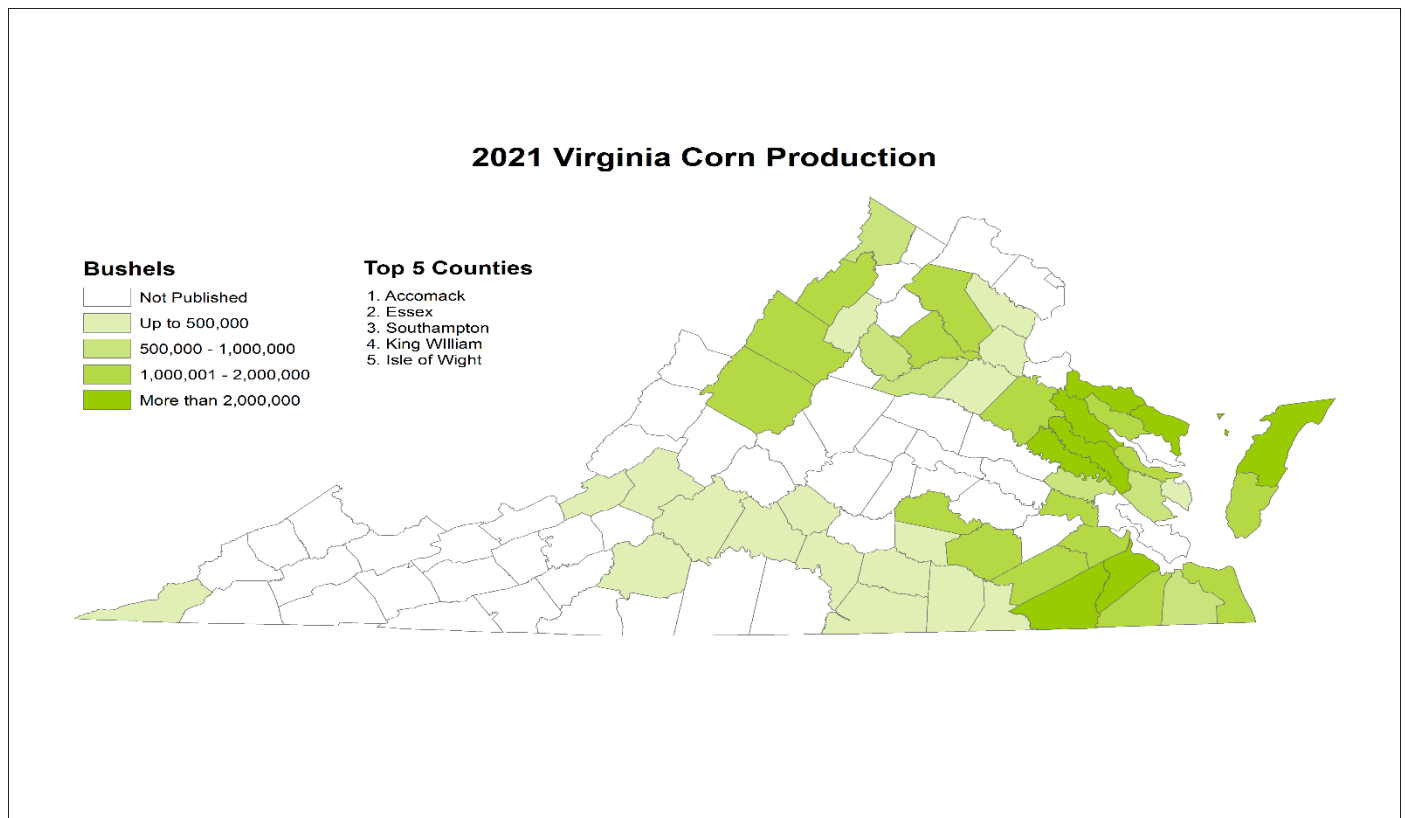 2021 Virginia Corn Production
Bushels
Not Published
Up to 500,000
500,000 - 1,000,000
1,000,001 - 2,000,000
More than 2,000,000
Top 5 Counties
1. Accomack
2. Essex
3. Southampton
4. King WIlliam
5. Isle of Wight